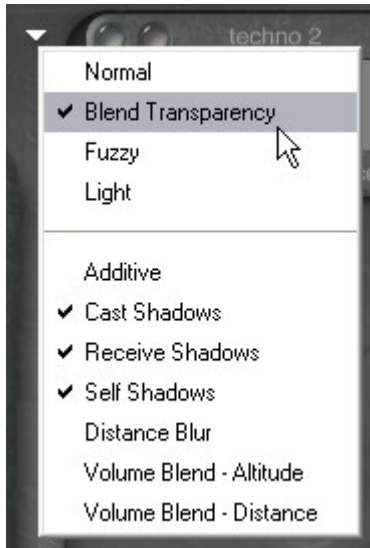 techno 2
Normal
Blend Transparency
Fuzzy
Light
Additive
Cast Shadows
Receive Shadows
Self Shadows
Distance Blur
Volume Blend - Altitude
Volume Blend - Distance